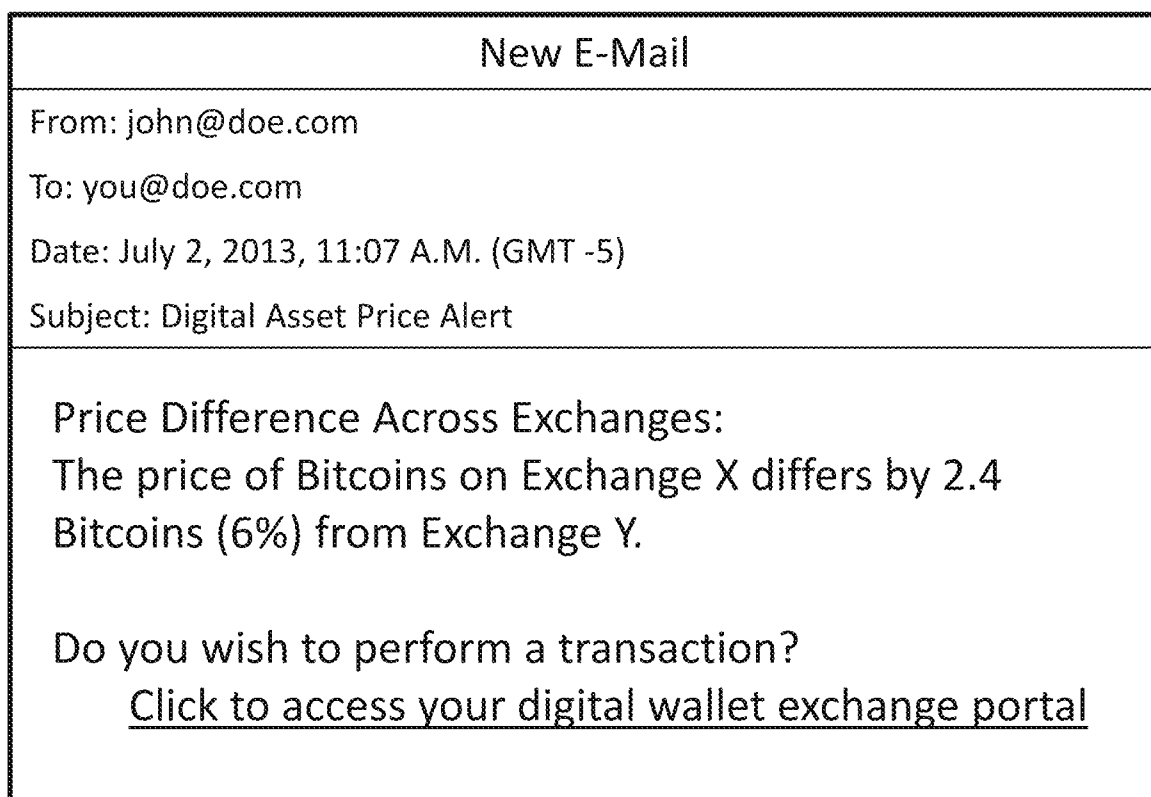 New E-Mail
From: john@doe.com
To: you@doe.com
Date: July 2, 2013, 11:07 A.M. (GMT -5)
Subject: Digital Asset Price Alert
Price Difference Across Exchanges:
The price of Bitcoins on Exchange X differs by 2.4
Bitcoins (6%) from Exchange Y.
Do you wish to perform a transaction?
Click to access your digital wallet exchange portal